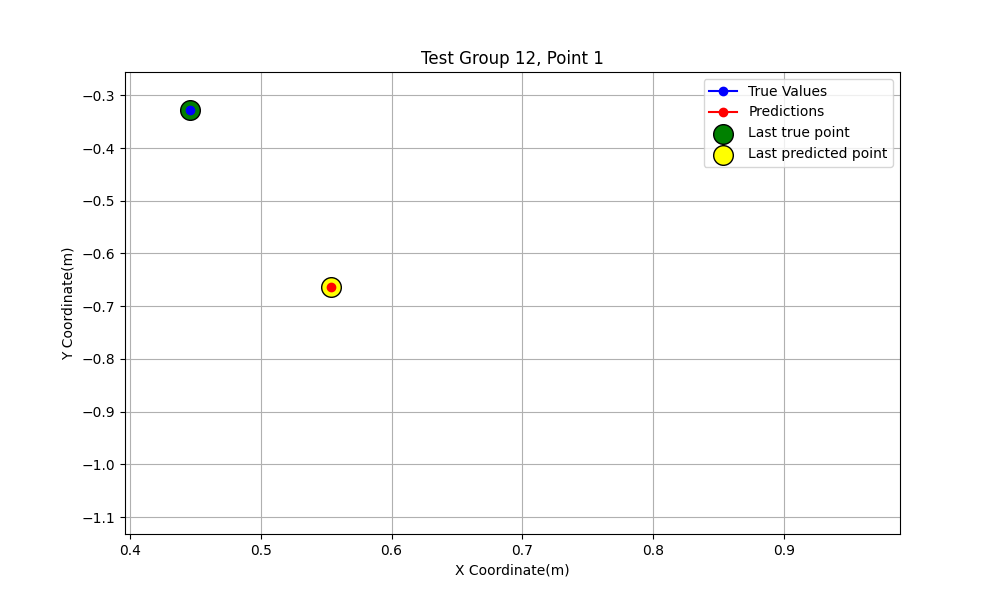 Test Group 12, Point 1
True Values
Predictions
Last true point
Last predicted point
−0.3
−0.4
−0.5
−0.6
−0.7
−0.8
−0.9
−1.0
−1.1
Y Coordinate(m)
0.4 0.5 0.6 0.7 0.8 0.9
X Coordinate(m)